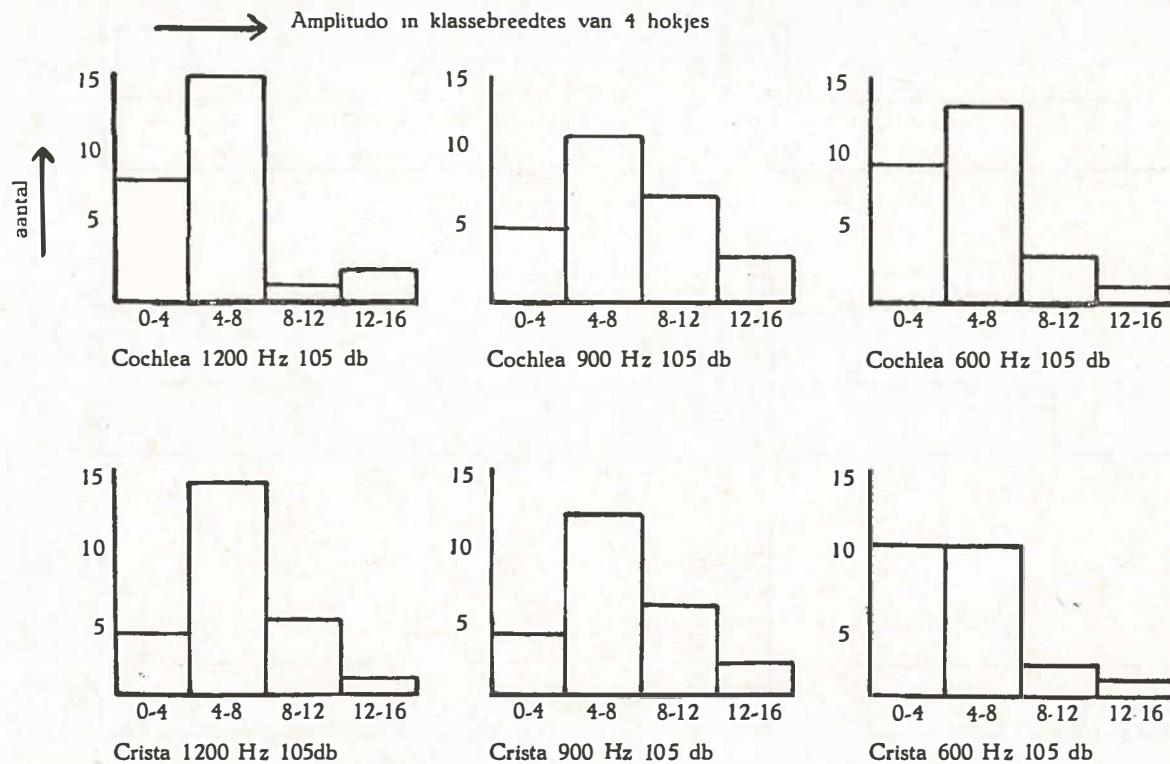 Amplitudo in klassebreedtes van 4 hokjes
aantal
15 15 15
10 10 10
5 5 5
0-4 4-8 8-12 12-16 0-4 4-8 8-12 12-16 0-4 4-8 8-12 12-16
Cochlea 1200 Hz 105 db Cochlea 900 Hz 105 db Cochlea 600 Hz 105 db
15 15 15
10 10 10
5 5 5
0-4 4-8 8-12 12-16 0-4 4-8 8-12 12-16 0-4 4-8 8-12 12-16
Crista 1200 Hz 105db Crista 900 Hz 105 db Crista 600 Hz 105 db